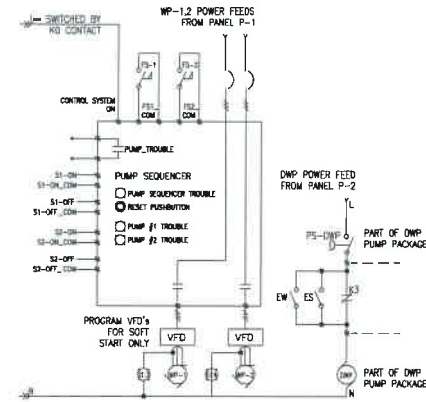 SWITCHED BY
K0 CONTACT
WP-1,2 POWER FEEDS
FROM PANEL P-1
FS-1
FS-2
CONTROL SYSTEM
ON
FS1_
COM
FS2_
COM
PUMP_TROUBLE
S1-ON
S1-ON_COM
S1-OFF
S1-OFF_COM
S2-ON
S2-ON_COM
S2-OFF
S2-OFF_COM
PUMP SEQUENCER
PUMP SEQUENCER TROUBLE
RESET PUSHBUTTON
PUMP #1 TROUBLE
PUMP #2 TROUBLE
DWP POWER FEED
FROM PANEL P-2
L
PS-DWP
PART OF DWP
PUMP PACKAGE
EW
ES
K3
PROGRAM VFD's
FOR SOFT
START ONLY
VFD
VFD
WP-1
WP-2
DWP
PART OF DWP
PUMP PACKAGE
N
N